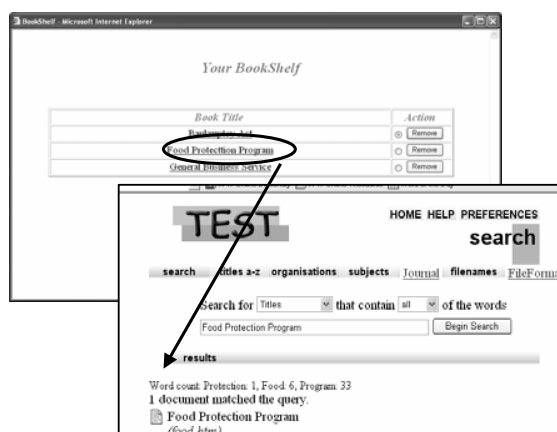 BookShelf - Microsoft Internet Explorer
Your BookShelf
Book Title Action
Bankruptcy Act Remove
Food Protecttion Program Remove
General Business Service Remove
TEST
HOME HELP PREFERENCES
search
search titles a-z organisations subjects Journal filenames FileForma
Search for Titles that contain all of the words
Food Protection Program Begin Search
results
Word count: Protection: 1, Food: 6, Program: 33
1 document matched the query.
Food Protection Program
(food.htm)